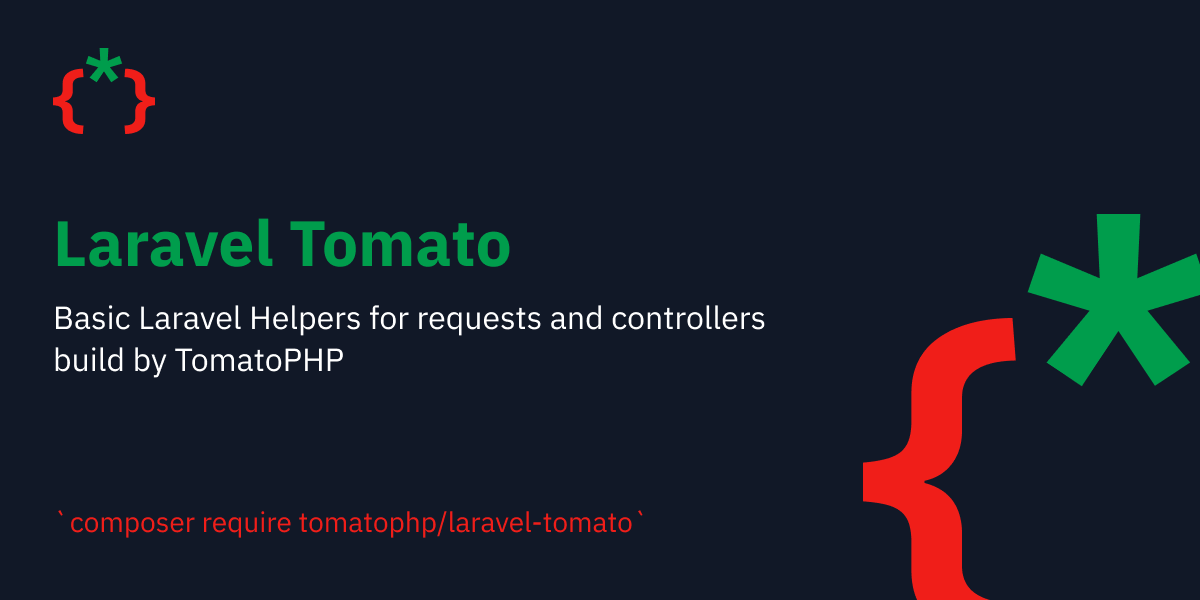 {*}
Laravel Tomato
Basic Laravel Helpers for requests and controllers
build by TomatoPHP
`composer require tomatophp/laravel-tomato`
{*